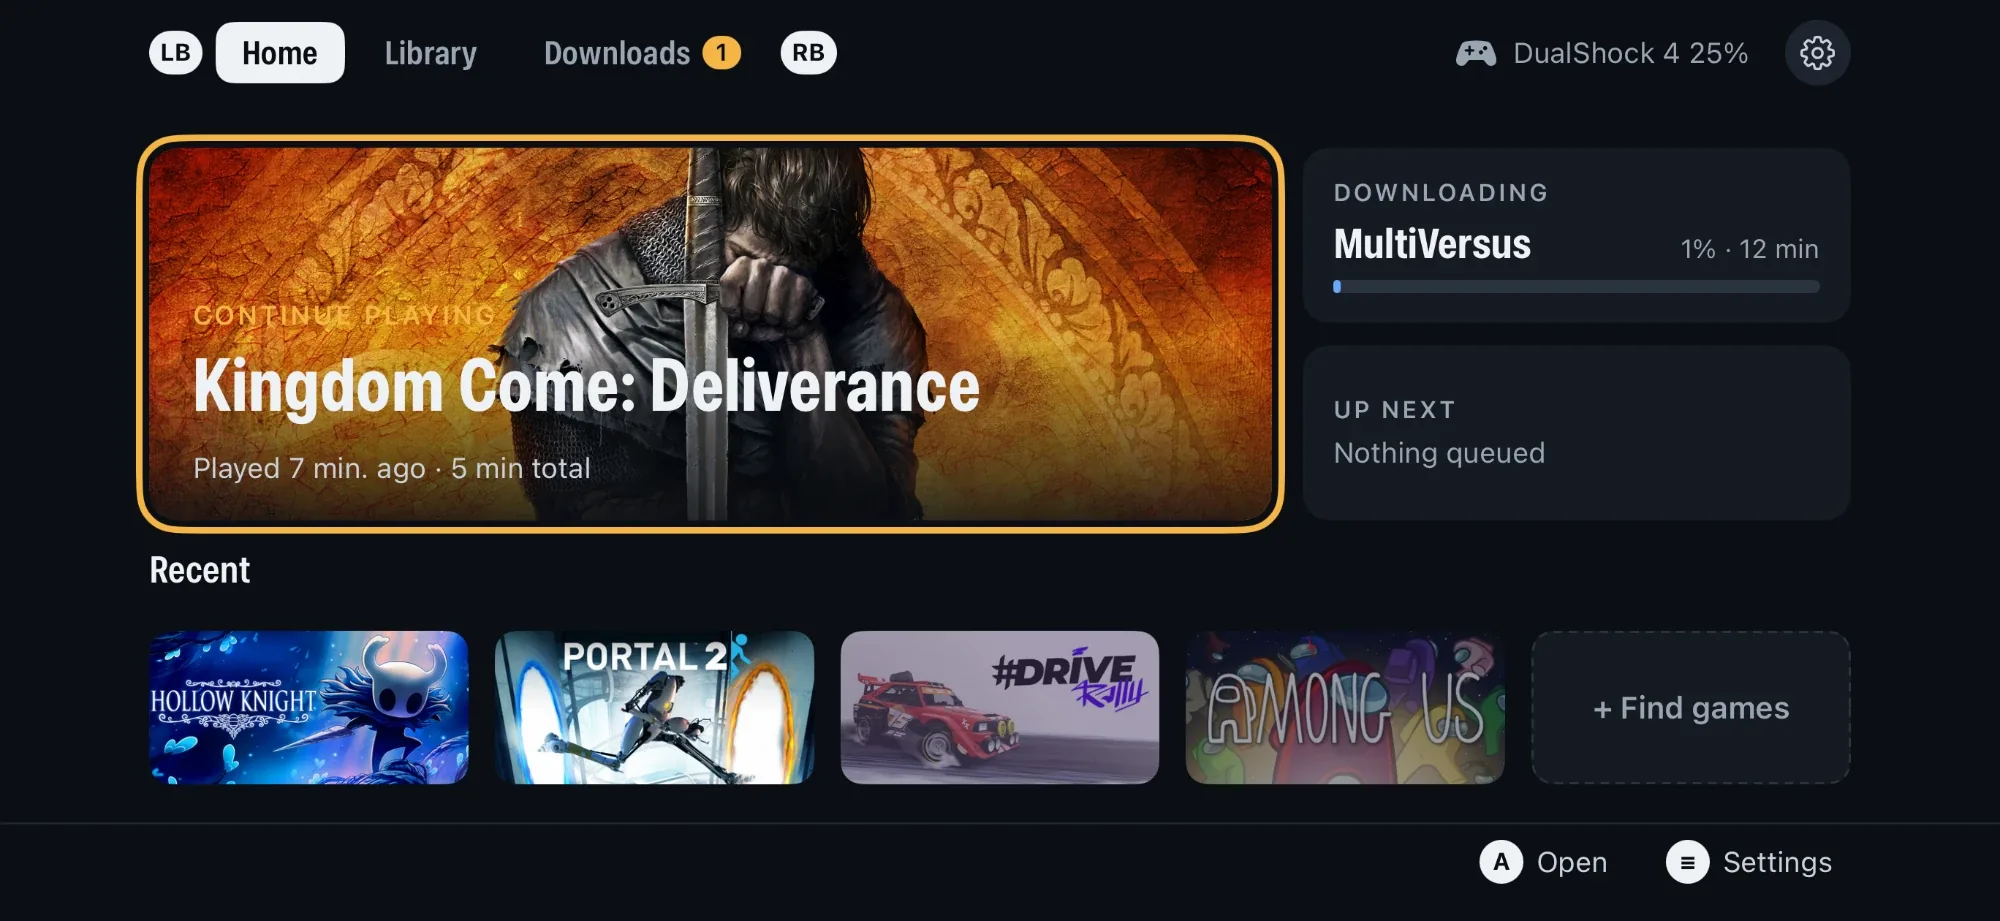 LB Home Library Downloads 1 RB DualShock 4 25%
CONTINUE PLAYING
Kingdom Come: Deliverance
Played 7 min. ago · 5 min total
DOWNLOADING
MultiVersus 1% · 12 min
UP NEXT
Nothing queued
Recent
HOLLOW KNIGHT
PORTAL 2
#DRIVE
Rally
75
AMONG US
+ Find games
A Open ≡ Settings